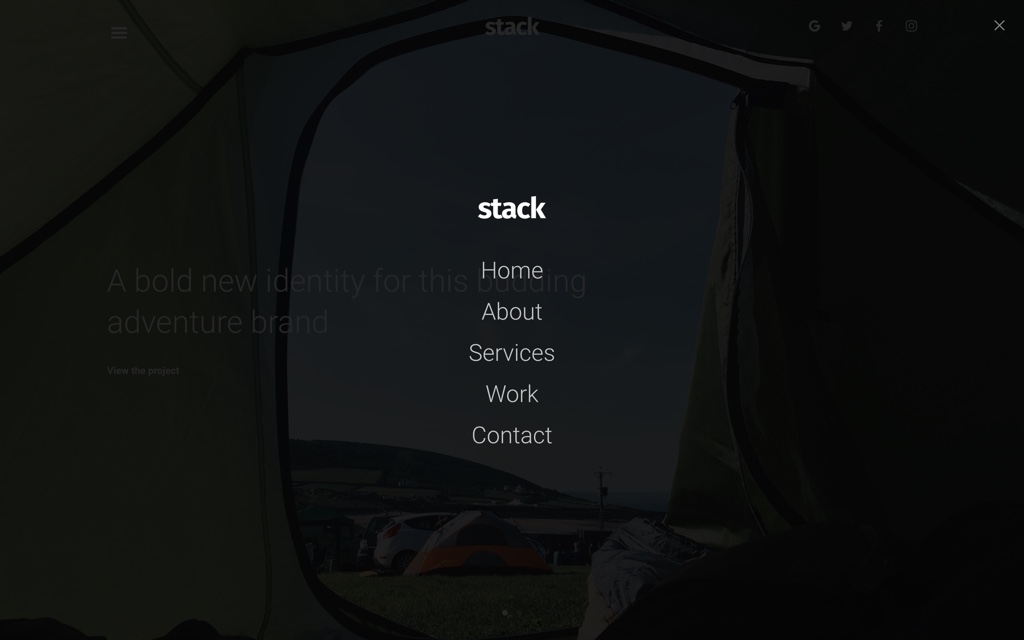 stack
stack
Home
A bold new identity for this budding
About
adventure brand
Services
View the project
Work
Contact